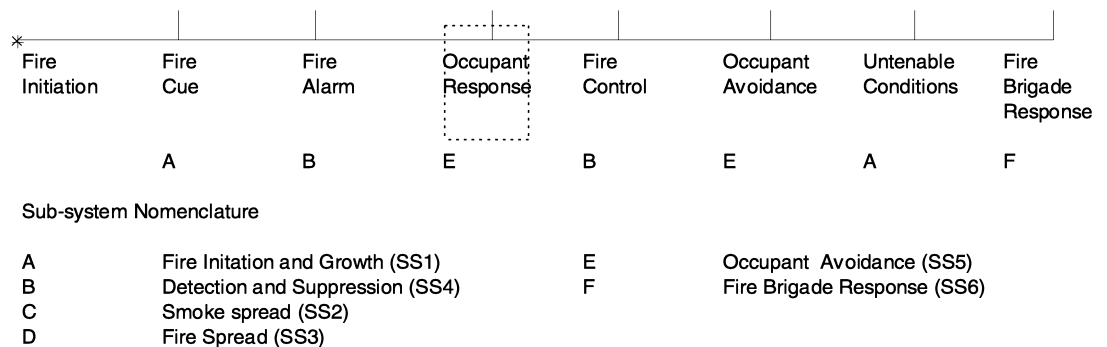 Fire Fire Fire Occupant Fire Occupant Untenable Fire
Initiation Cue Alarm Response Control Avoidance Conditions Brigade
Response
A B E B E A F
Sub-system Nomenclature
A Fire Initation and Growth (SS1) E Occupant Avoidance (SS5)
B Detection and Suppression (SS4) F Fire Brigade Response (SS6)
C Smoke spread (SS2)
D Fire Spread (SS3)